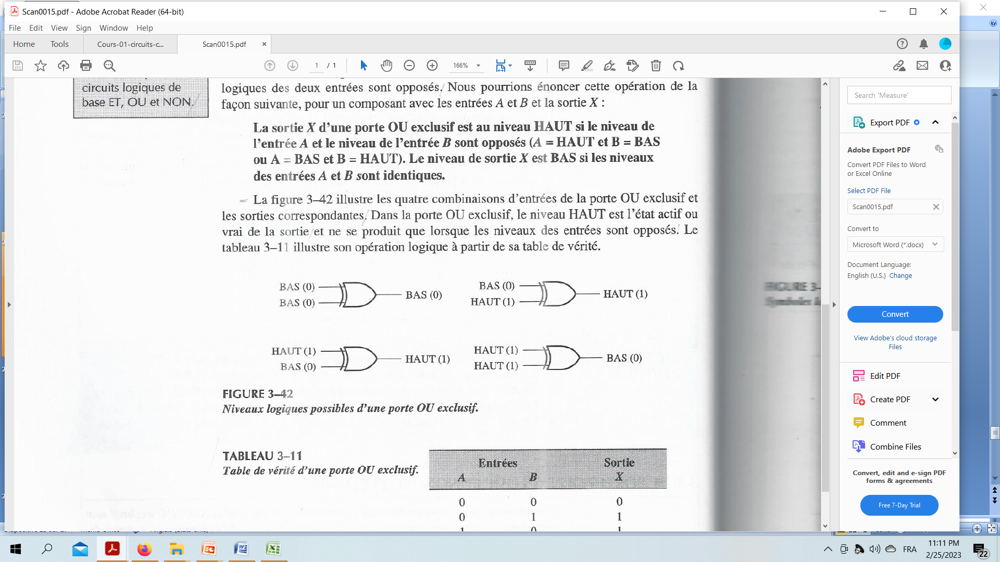 Scan0015.pdf - Adobe Acrobat Reader (64-bit)
File Edit View Sign Window Help
Home Tools Cours-01-circuits-c... Scan0015.pdf
1 / 1 166%
circuits logiques de
base ET, OU et NON.
logiques des deux entrées sont opposés. Nous pourrions énoncer cette opération de la
façon suivante, pour un composant avec les entrées A et B et la sortie X :
La sortie X d'une porte OU exclusif est au niveau HAUT si le niveau de
l'entrée A et le niveau de l'entrée B sont opposés (A = HAUT et B = BAS
ou A = BAS et B = HAUT). Le niveau de sortie X est BAS si les niveaux
des entrées A et B sont identiques.
La figure 3–42 illustre les quatre combinaisons d'entrées de la porte OU exclusif et
les sorties correspondantes. Dans la porte OU exclusif, le niveau HAUT est l'état actif ou
vrai de la sortie et ne se produit que lorsque les niveaux des entrées sont opposés. Le
tableau 3–11 illustre son opération logique à partir de sa table de vérité.
BAS (0)
BAS (0)
BAS (0)
BAS (0)
HAUT (1)
HAUT (1)
HAUT (1)
BAS (0)
HAUT (1)
HAUT (1)
HAUT (1)
BAS (0)
FIGURE 3–42
Niveaux logiques possibles d'une porte OU exclusif.
TABLEAU 3–11
Table de vérité d'une porte OU exclusif.
Entrées Sortie
A B X
0 0 0
0 1 1
1 0 1
FIGURE 3–
Search 'Measure'
Export PDF
Adobe Export PDF
Convert PDF Files to Word
or Excel Online
Select PDF File
Scan0015.pdf
Convert to
Microsoft Word (*.docx)
Document Language:
English (U.S.) Change
Convert
View Adobe's cloud storage
Files
Edit PDF
Create PDF
Comment
Combine Files
Convert, edit and e-sign PDF
forms & agreements
Free 7-Day Trial
FRA
11:11 PM
2/25/2023
22